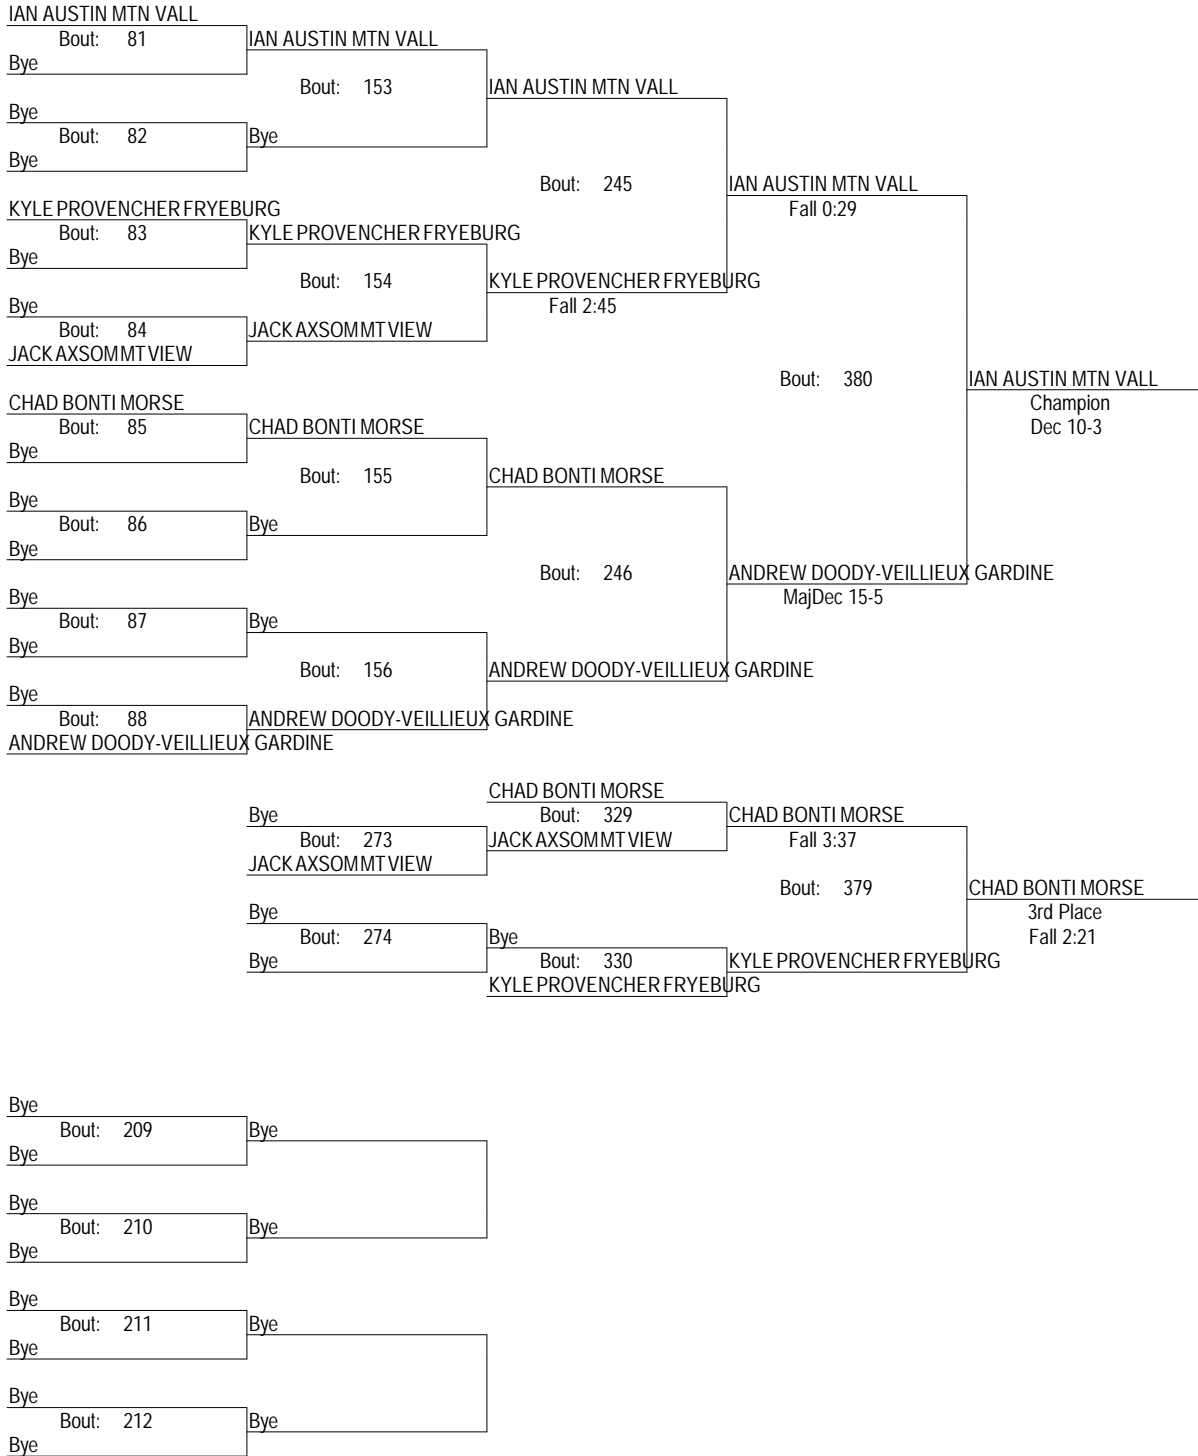 IAN AUSTIN MTN VALL
Bout: 81 IAN AUSTIN MTN VALL
Bye
Bout: 153 IAN AUSTIN MTN VALL
Bye
Bout: 82 Bye
Bye
Bout: 245 IAN AUSTIN MTN VALL
Fall 0:29
KYLE PROVENCHER FRYEBURG
Bout: 83 KYLE PROVENCHER FRYEBURG
Bye
Bout: 154 KYLE PROVENCHER FRYEBURG
Fall 2:45
Bye
Bout: 84 JACK AXSOM MT VIEW
JACK AXSOM MT VIEW
Bout: 380 IAN AUSTIN MTN VALL
Champion
Dec 10-3
CHAD BONTI MORSE
Bout: 85 CHAD BONTI MORSE
Bye
Bout: 155 CHAD BONTI MORSE
Bye
Bout: 86 Bye
Bye
Bout: 246 ANDREW DOODY-VEILLIEUX GARDINE
MajDec 15-5
Bye
Bout: 87 Bye
Bye
Bout: 156 ANDREW DOODY-VEILLIEUX GARDINE
Bye
Bout: 88 ANDREW DOODY-VEILLIEUX GARDINE
ANDREW DOODY-VEILLIEUX GARDINE
CHAD BONTI MORSE
Bye
Bout: 329 CHAD BONTI MORSE
Fall 3:37
Bout: 273 JACK AXSOM MT VIEW
JACK AXSOM MT VIEW
Bout: 379 CHAD BONTI MORSE
3rd Place
Fall 2:21
Bye
Bout: 274 Bye
Bye
Bout: 330 KYLE PROVENCHER FRYEBURG
KYLE PROVENCHER FRYEBURG
Bye
Bout: 209 Bye
Bye
Bye
Bout: 210 Bye
Bye
Bye
Bout: 211 Bye
Bye
Bye
Bout: 212 Bye
Bye